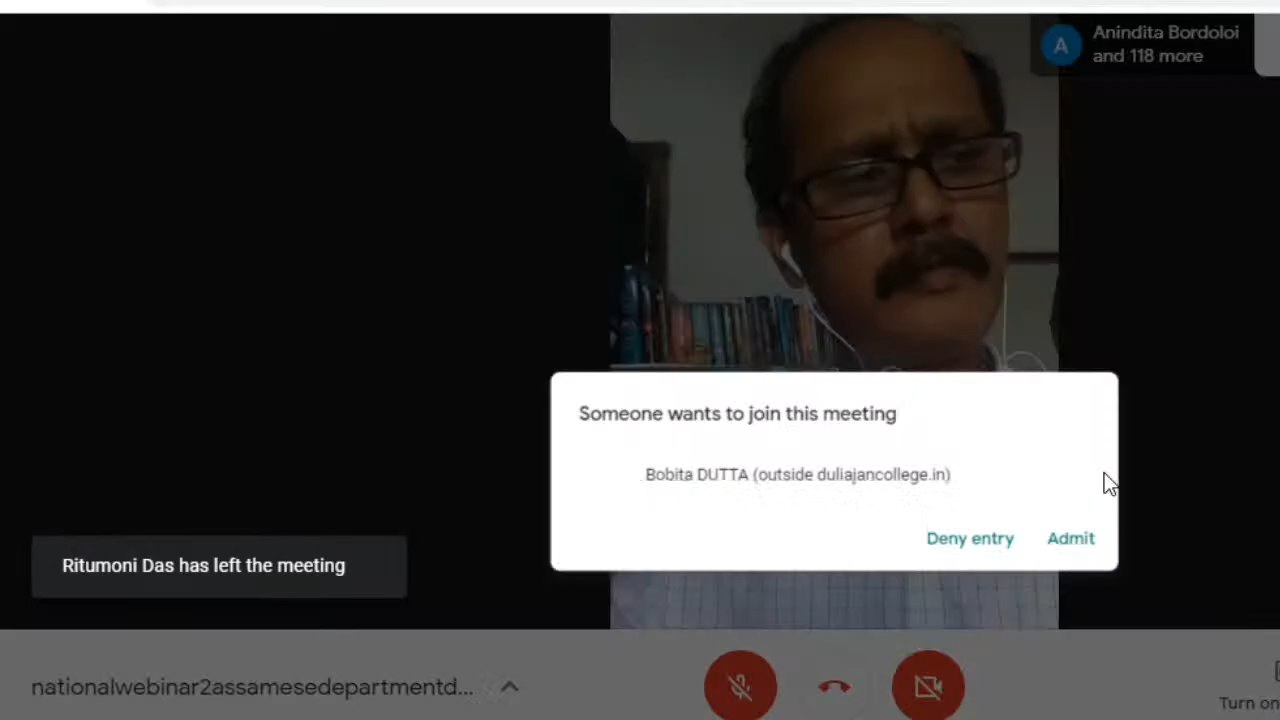 Anindita Bordoloi
and 118 more
Someone wants to join this meeting
Bobita DUTTA (outside duliajancollege.in)
Deny entry Admit
Ritumoni Das has left the meeting
nationalwebinar2assamesedepartmentd...
Turn on
A